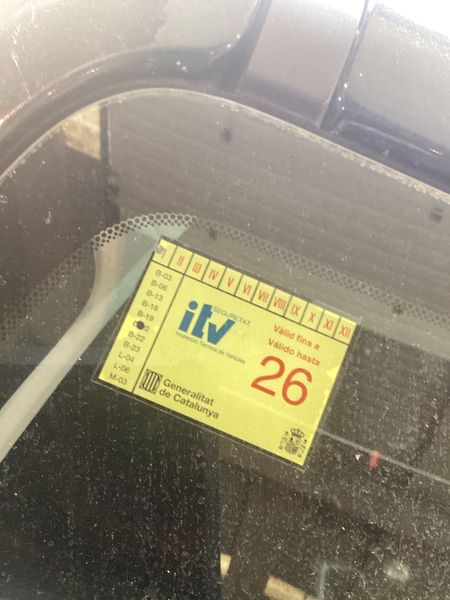 I II III IV V VI VII VIII IX X XI XII
B-03
B-06
B-13
B-16
B-19
B-22
B-23
L-04
L-06
M-03
SEGURETAT
itv
Inspecció Tècnica de Vehicles
Vàlid fins a
Válido hasta
26
Generalitat
de Catalunya